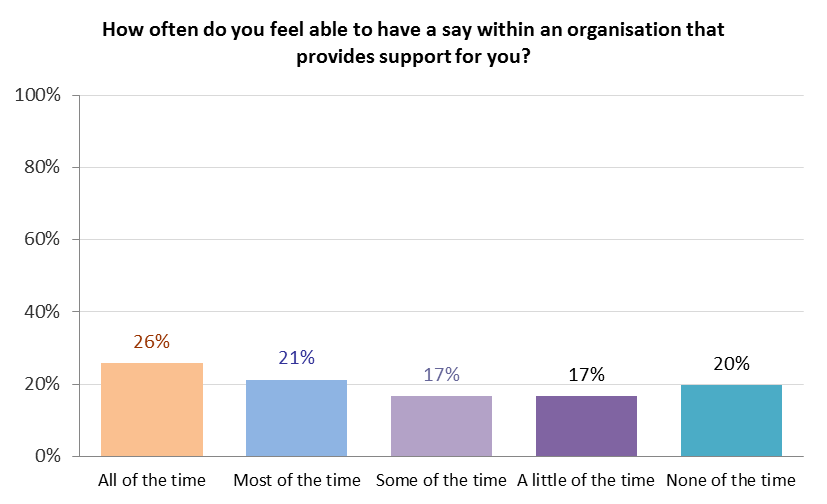 How often do you feel able to have a say within an organisation that
provides support for you?
100%
80%
60%
40%
20%
0%
26%
21%
17%
17%
20%
All of the time
Most of the time
Some of the time
A little of the time
None of the time